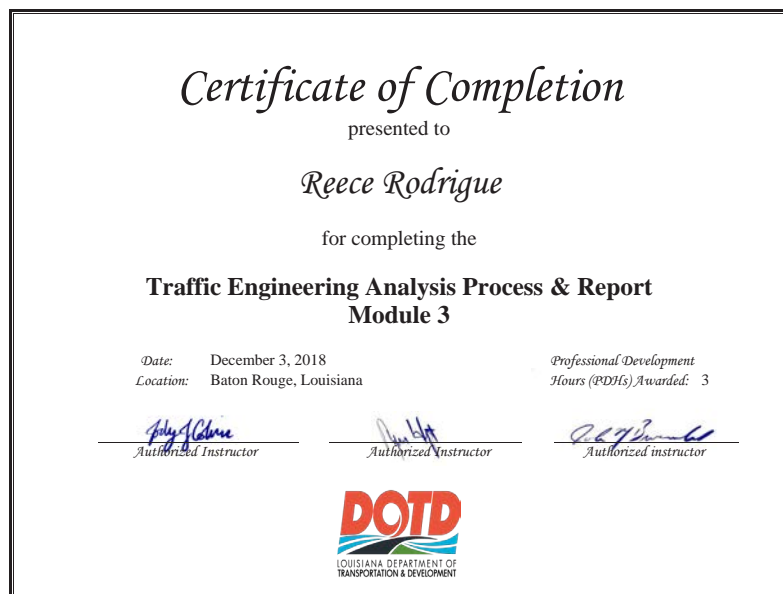 Certificate of Completion
presented to
Reece Rodrigue
for completing the
Traffic Engineering Analysis Process & Report
Module 3
Date: December 3, 2018
Location: Baton Rouge, Louisiana
Professional Development
Hours (PDHs) Awarded: 3
Authorized Instructor
Authorized Instructor
Authorized instructor
DOTD
LOUISIANA DEPARTMENT OF
TRANSPORTATION & DEVELOPMENT